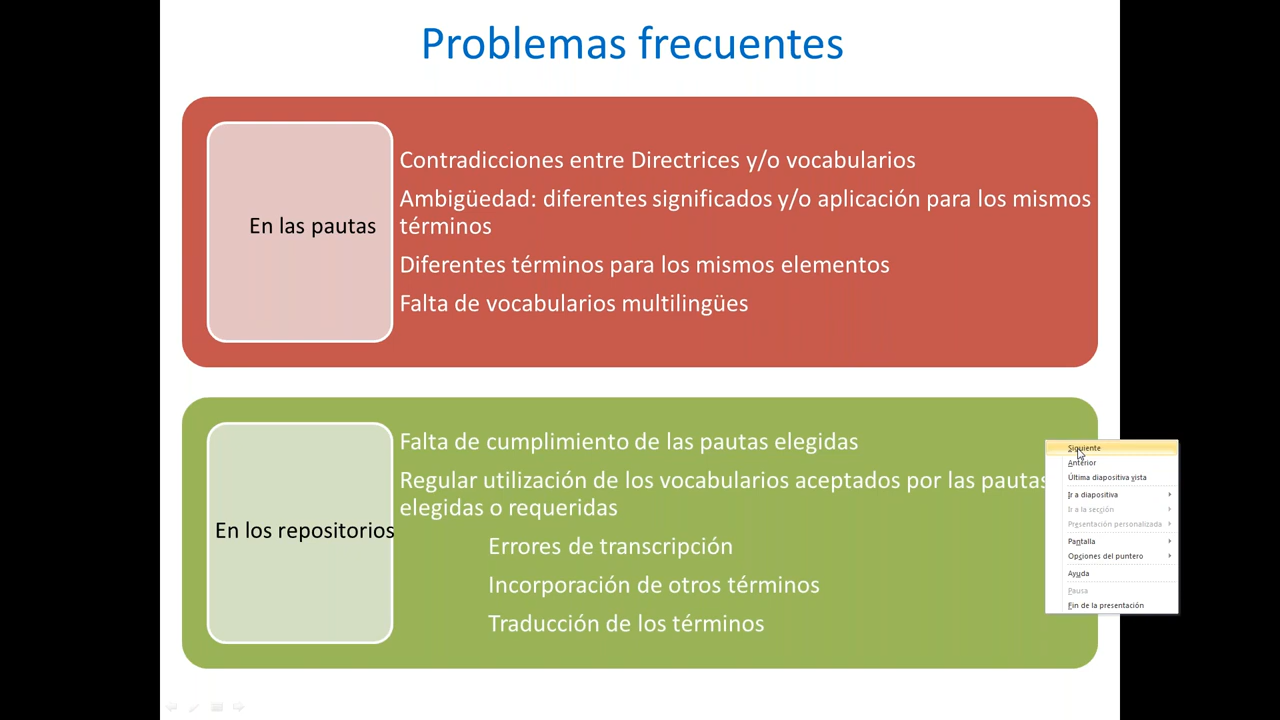 Problemas frecuentes
En las pautas
Contradicciones entre Directrices y/o vocabularios
Ambigüedad: diferentes significados y/o aplicación para los mismos
términos
Diferentes términos para los mismos elementos
Falta de vocabularios multilingües
En los repositorios
Falta de cumplimiento de las pautas elegidas
Regular utilización de los vocabularios aceptados por las pautas
elegidas o requeridas
Errores de transcripción
Incorporación de otros términos
Traducción de los términos
Siguiente
Anterior
Última diapositiva vista
Ir a diapositiva
Ir a la sección
Presentación personalizada
Pantalla
Opciones del puntero
Ayuda
Pausa
Fin de la presentación